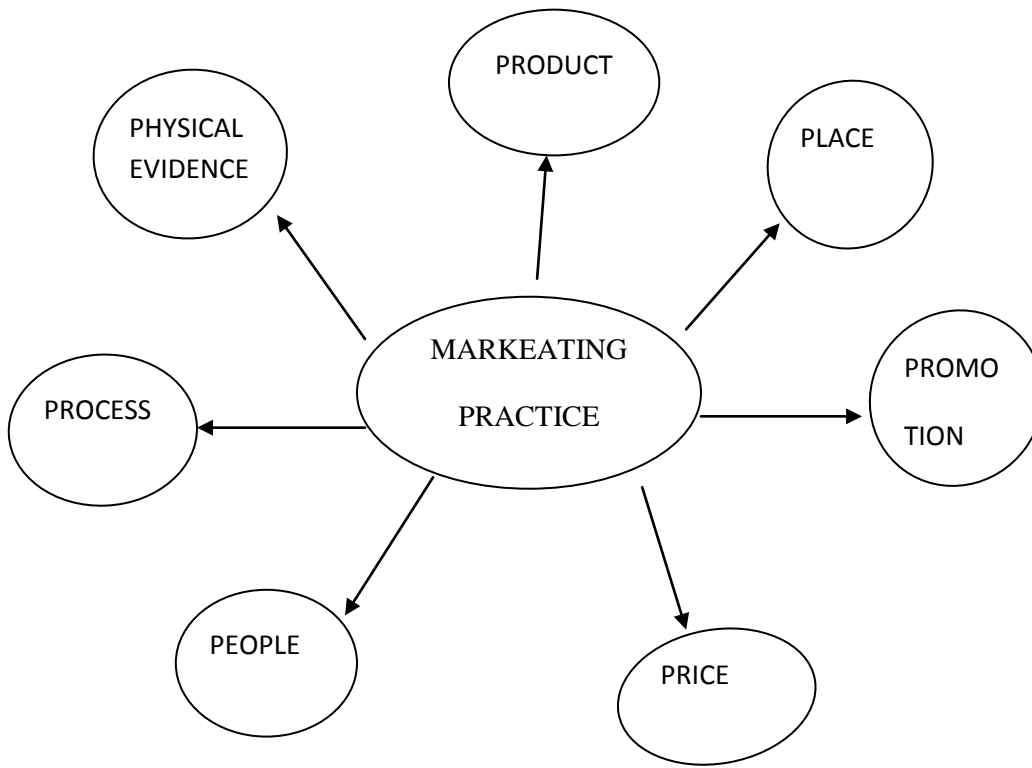 PRODUCT
PHYSICAL
EVIDENCE
PLACE
MARKEATING
PRACTICE
PROMO
TION
PROCESS
PEOPLE
PRICE